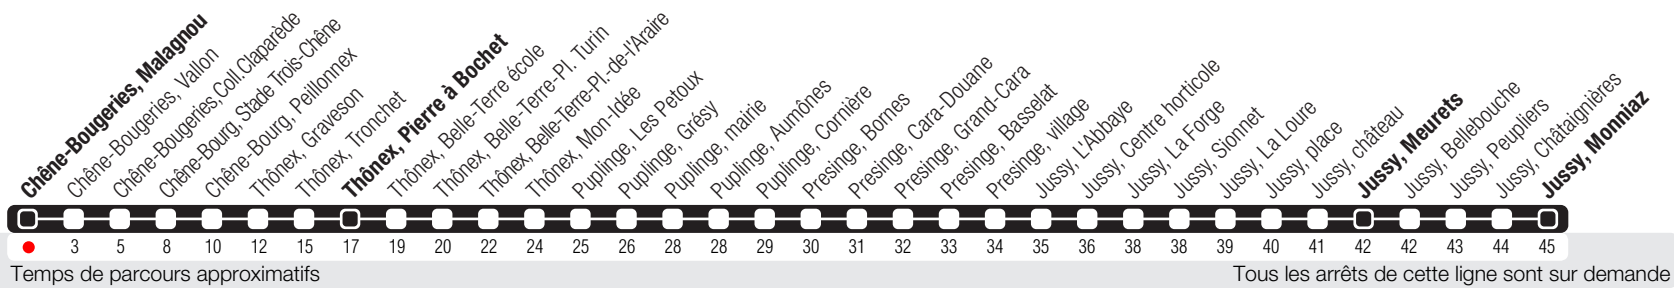 Chêne-Bougeries, Malagnou
Chêne-Bougeries, Vallon
Chêne-Bougeries,Coll.Claparède
Chêne-Bourg, Stade Trois-Chêne
Chêne-Bourg, Peillonnex
Thônex, Graveson
Thônex, Tronchet
Thônex, Pierre à Bochet
Thônex, Belle-Terre école
Thônex, Belle-Terre-Pl. Turin
Thônex, Belle-Terre-Pl.-de-l'Araire
Thônex, Mon-Idée
Puplinge, Les Petoux
Puplinge, Grésy
Puplinge, mairie
Puplinge, Aumônes
Puplinge, Cornière
Presinge, Bornes
Presinge, Cara-Douane
Presinge, Grand-Cara
Presinge, Basselat
Presinge, village
Jussy, L'Abbaye
Jussy, Centre horticole
Jussy, La Forge
Jussy, Sionnet
Jussy, La Loure
Jussy, place
Jussy, château
Jussy, Meurets
Jussy, Bellebouche
Jussy, Peupliers
Jussy, Châtaignières
Jussy, Monniaz
3 5 8 10 12 15 17 19 20 22 24 25 26 28 28 29 30 31 32 33 34 35 36 38 38 39 40 41 42 42 43 44 45
Temps de parcours approximatifs
Tous les arrêts de cette ligne sont sur demande